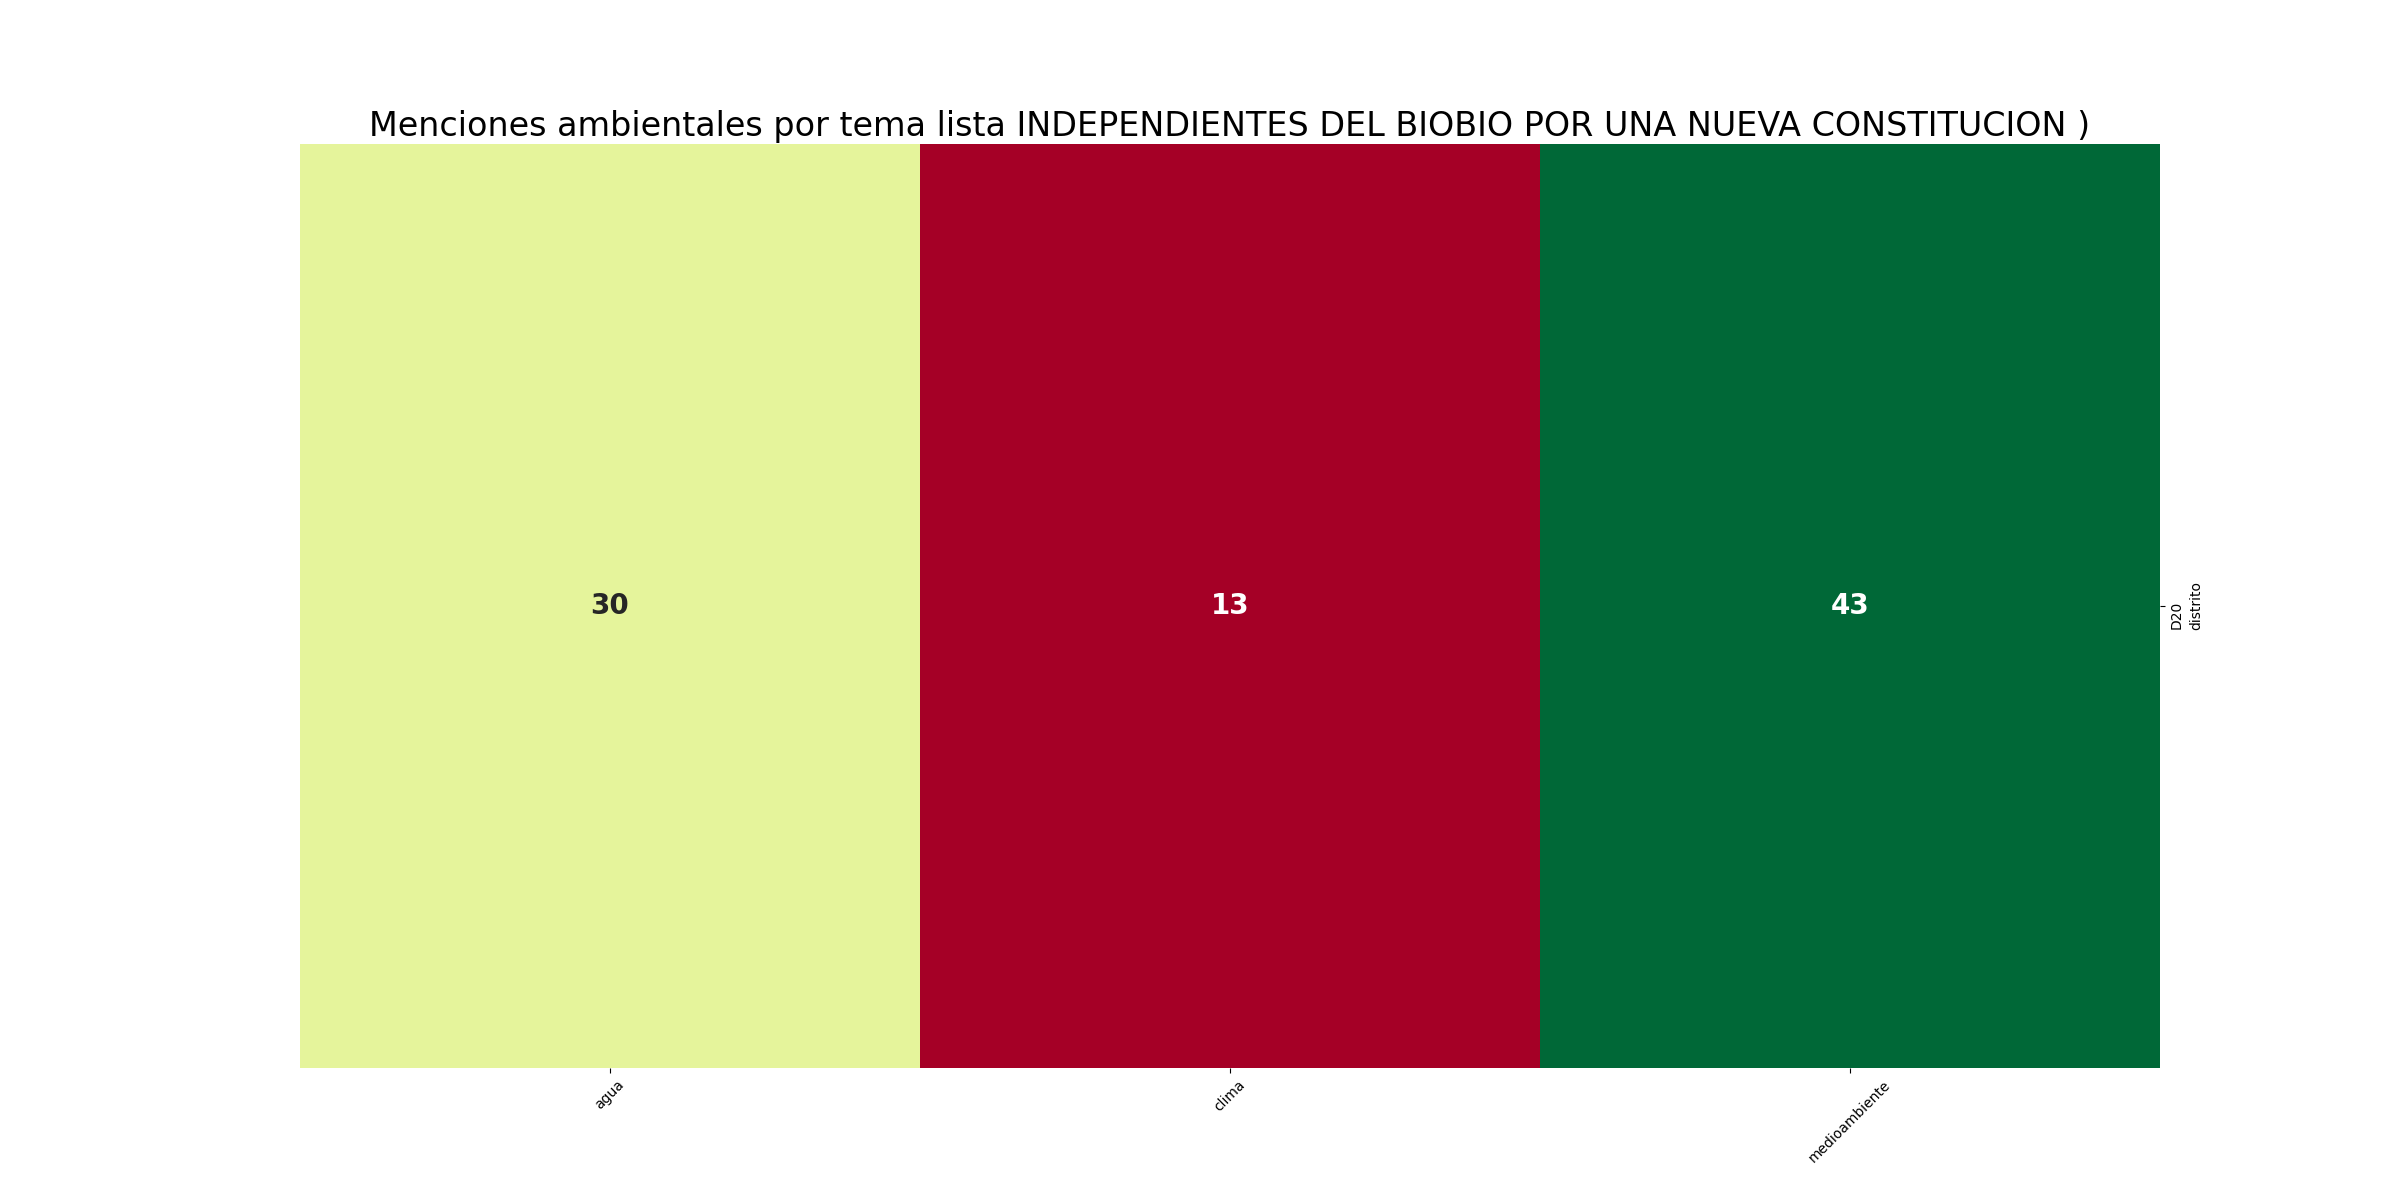 Menciones ambientales por tema lista INDEPENDIENTES DEL BIOBIO POR UNA NUEVA CONSTITUCION )
30
13
43
D20
distrito
agua
clima
medioambiente